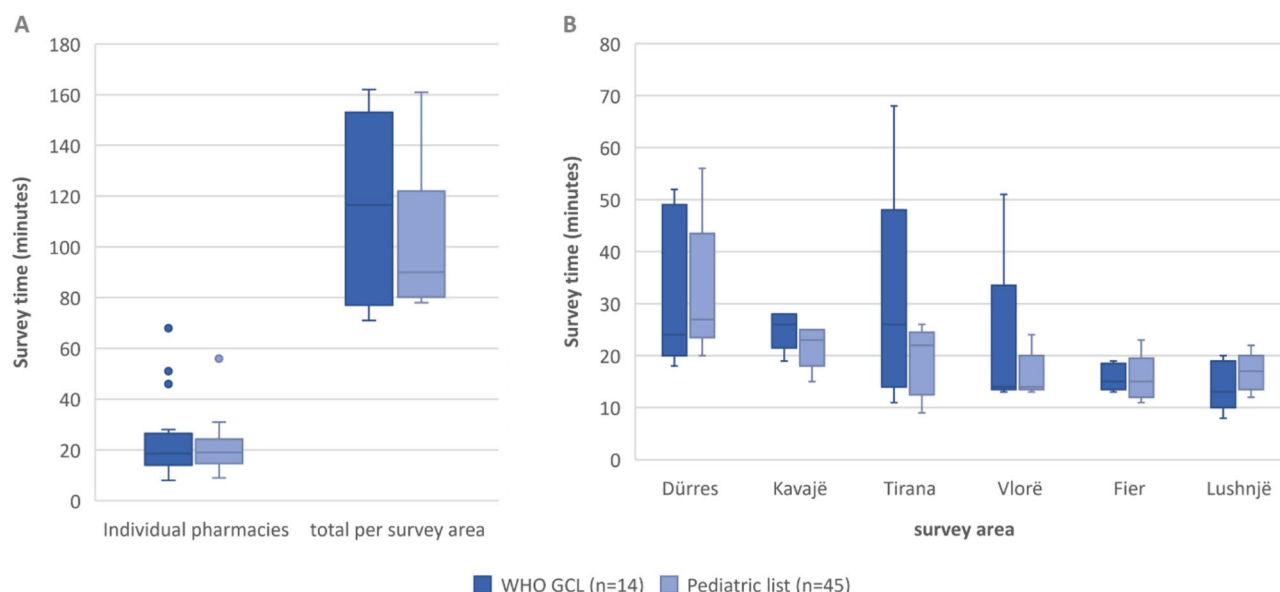 A
Survey time (minutes)
180
160
140
120
100
80
60
40
20
0
Individual pharmacies
total per survey area
B
Survey time (minutes)
80
70
60
50
40
30
20
10
0
Dürres
Kavajë
Tirana
Vlorë
Fier
Lushnjë
survey area
WHO GCL (n=14)
Pediatric list (n=45)